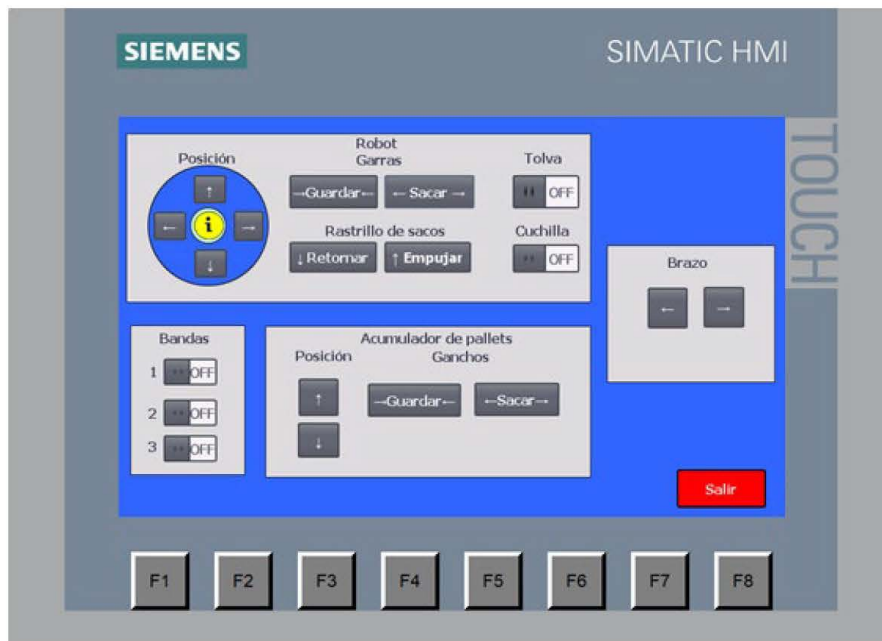 SIEMENS
SIMATIC HMI
TOUCH
Robot
Posición
Garras
Tolva
→Guardar←
← Sacar →
OFF
Rastrillo de sacos
Cuchilla
↓Retornar
↑ Empujar
OFF
←
↑
i
→
↓
Brazo
← →
Bandas
1 OFF
2 OFF
3 OFF
Acumulador de pallets
Posición
Ganchos
↑
↓
→Guardar←
←Sacar→
Salir
F1 F2 F3 F4 F5 F6 F7 F8